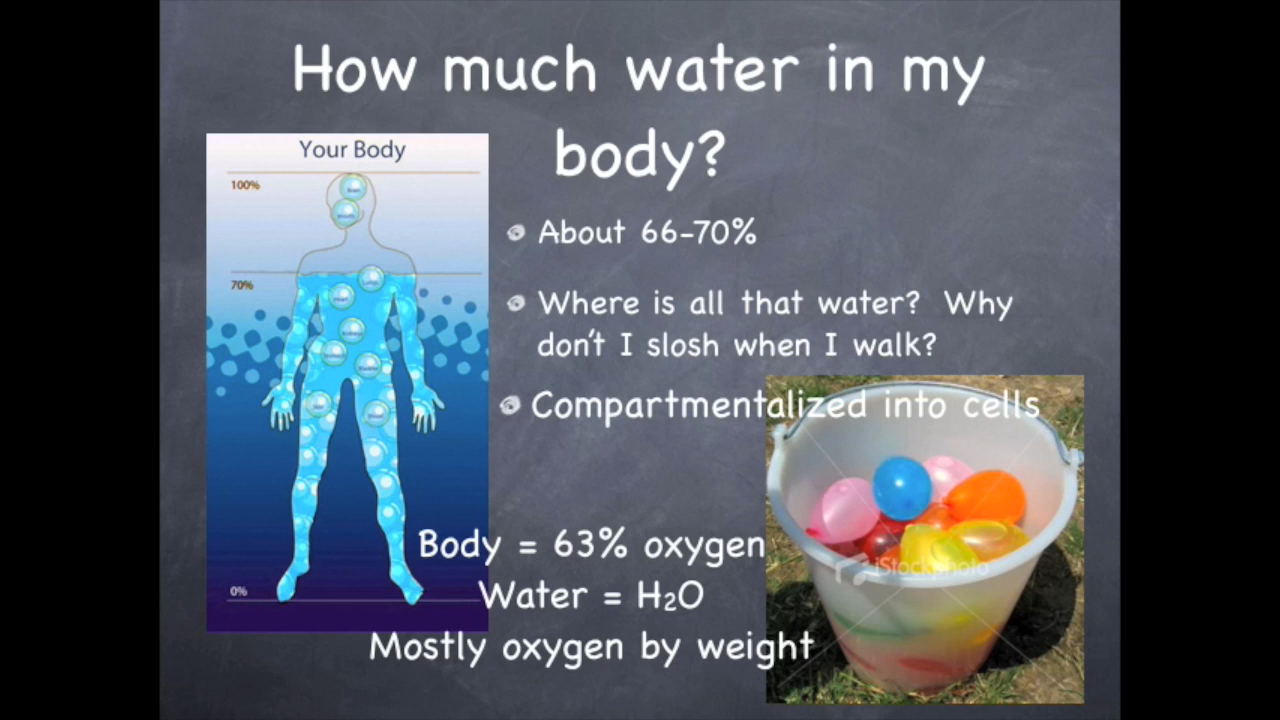 How much water in my
body?
Your Body
100%
70%
0%
About 66-70%
Where is all that water? Why
don't I slosh when I walk?
Compartmentalized into cells
Body = 63% oxygen
Water = H₂O
Mostly oxygen by weight
iStockphoto